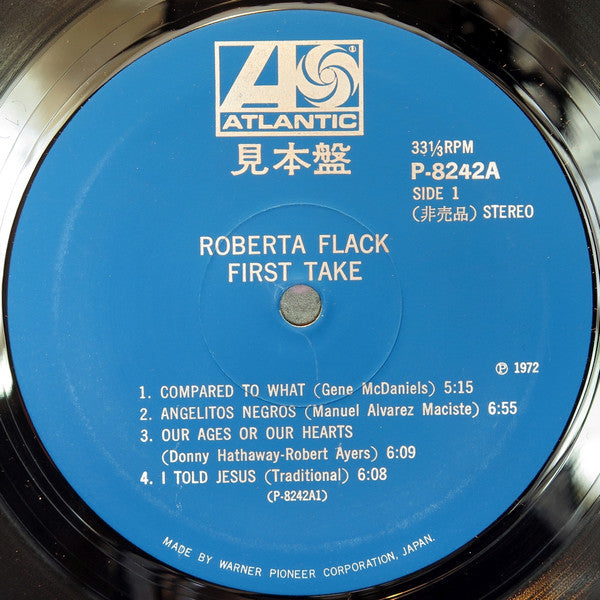 ATLANTIC
見本盤
33⅓RPM
P-8242A
SIDE 1
(非売品) STEREO
ROBERTA FLACK
FIRST TAKE
℗ 1972
1. COMPARED TO WHAT (Gene McDaniels) 5:15
2. ANGELITOS NEGROS (Manuel Alvarez Maciste) 6:55
3. OUR AGES OR OUR HEARTS
(Donny Hathaway-Robert Ayers) 6:09
4. I TOLD JESUS (Traditional) 6:08
(P-8242A1)
MADE BY WARNER PIONEER CORPORATION, JAPAN.